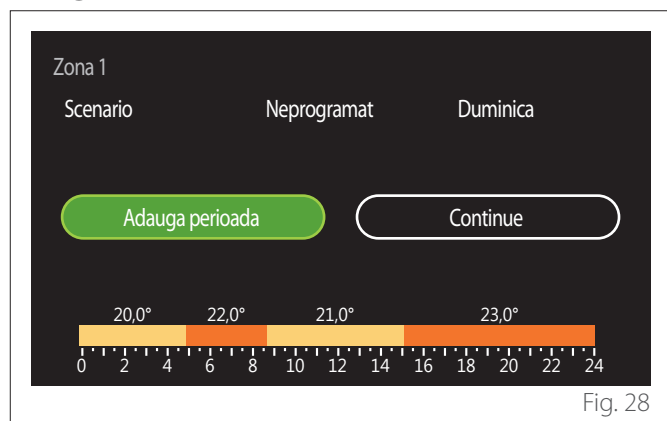 Zona 1
Scenario Neprogramat Duminica
Adauga perioada Continue
20,0° 22,0° 21,0° 23,0°
0 2 4 6 8 10 12 14 16 18 20 22 24
Fig. 28